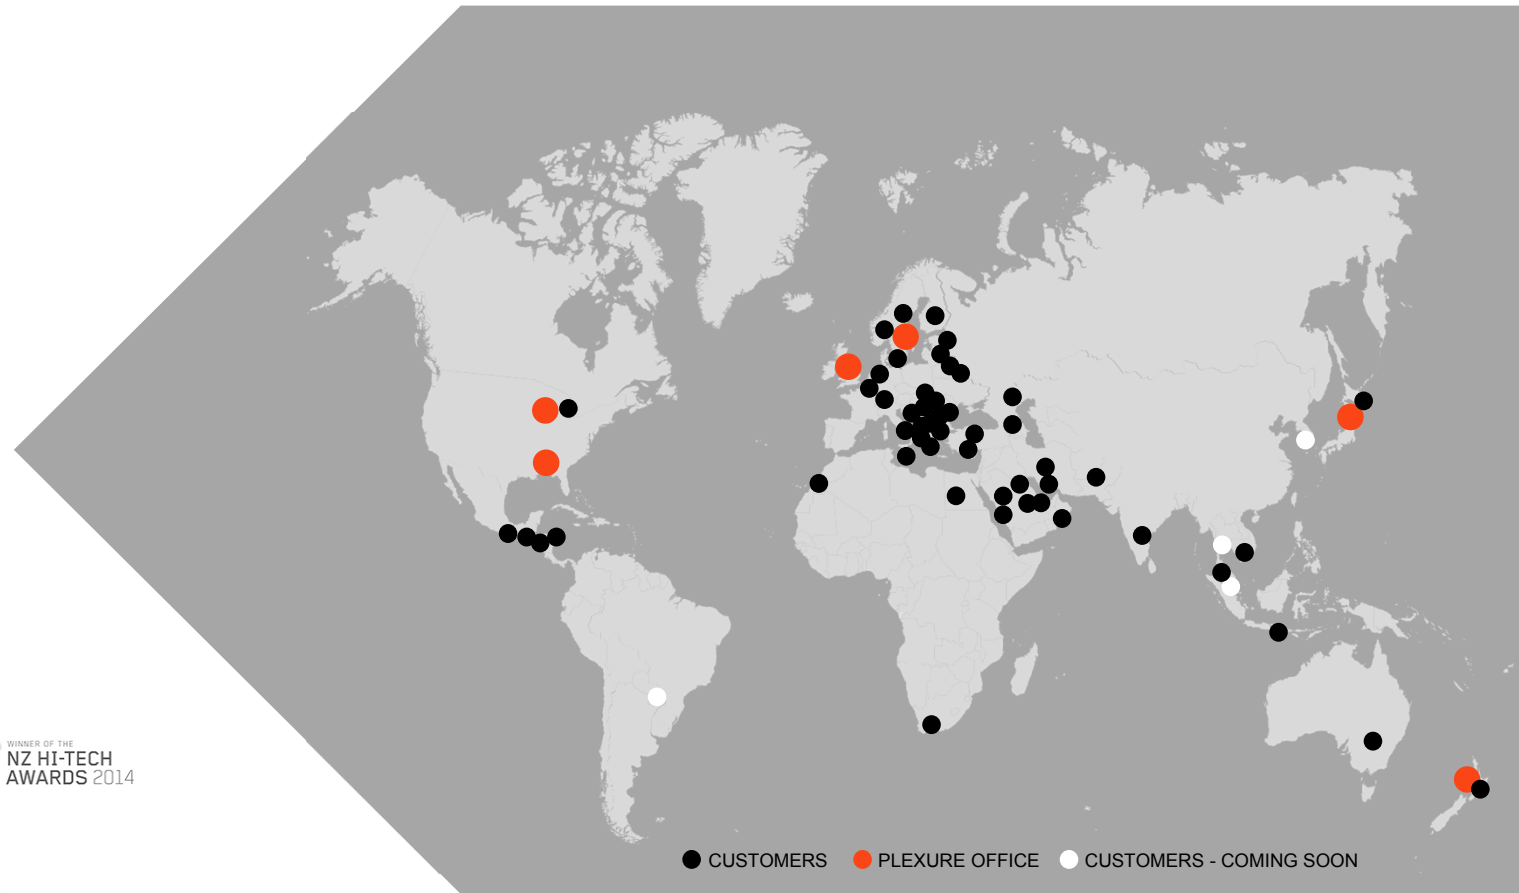 WINNER OF THE
NZ HI-TECH
AWARDS 2014
CUSTOMERS PLEXURE OFFICE CUSTOMERS - COMING SOON